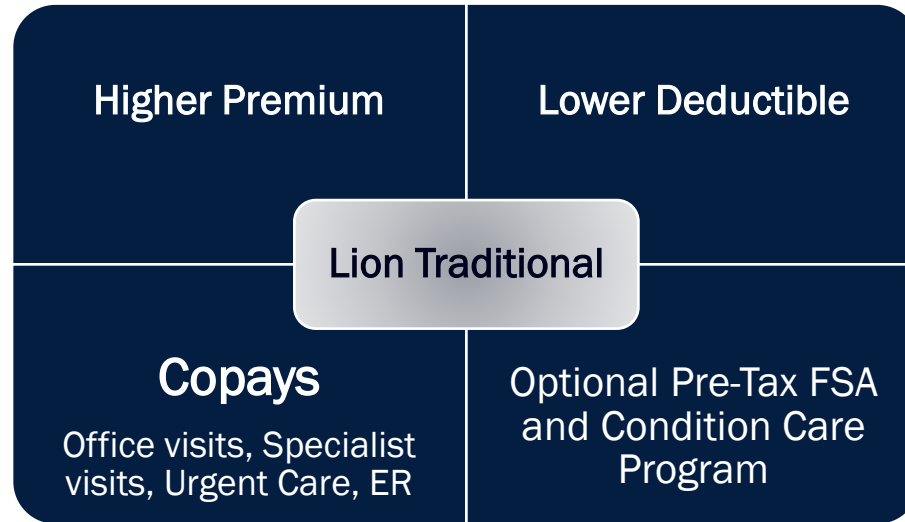 Higher Premium
Lower Deductible
Lion Traditional
Copays
Office visits, Specialist
visits, Urgent Care, ER
Optional Pre-Tax FSA
and Condition Care
Program